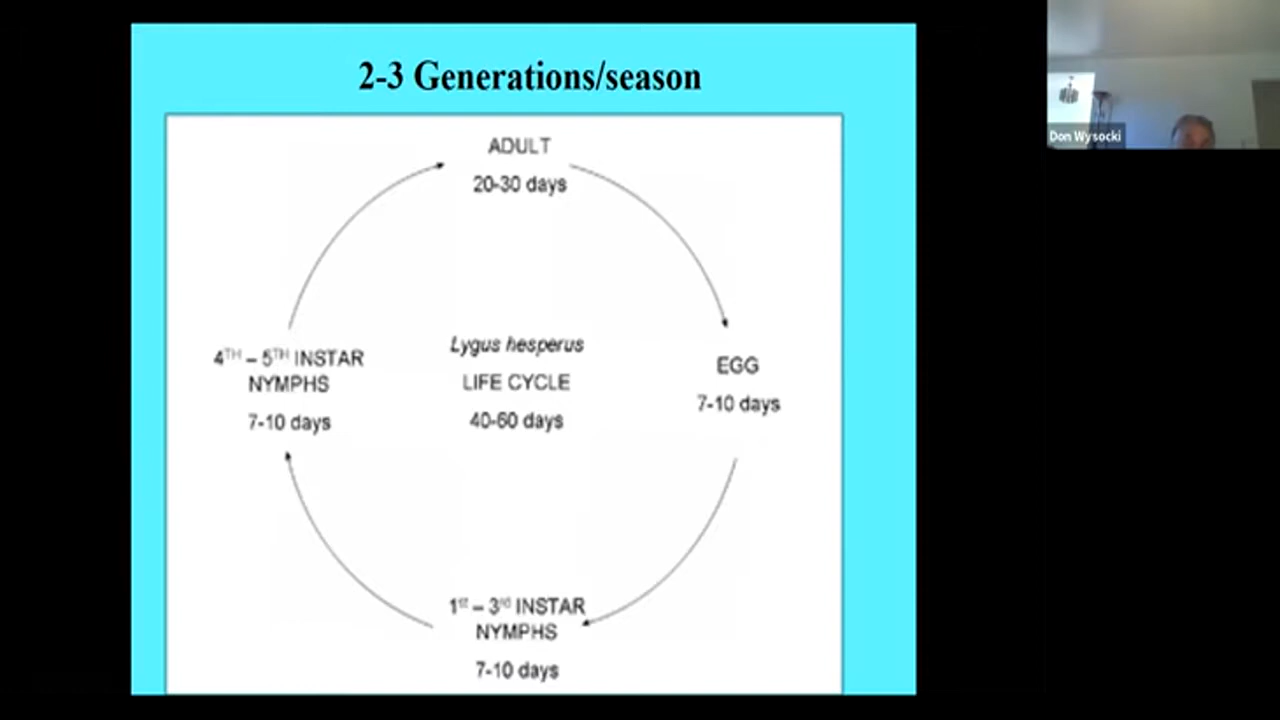 2-3 Generations/season
ADULT
20-30 days
Lygus hesperus
LIFE CYCLE
40-60 days
EGG
7-10 days
4TH – 5TH INSTAR
NYMPHS
7-10 days
1st – 3rd INSTAR
NYMPHS
7-10 days
Don Wysocki